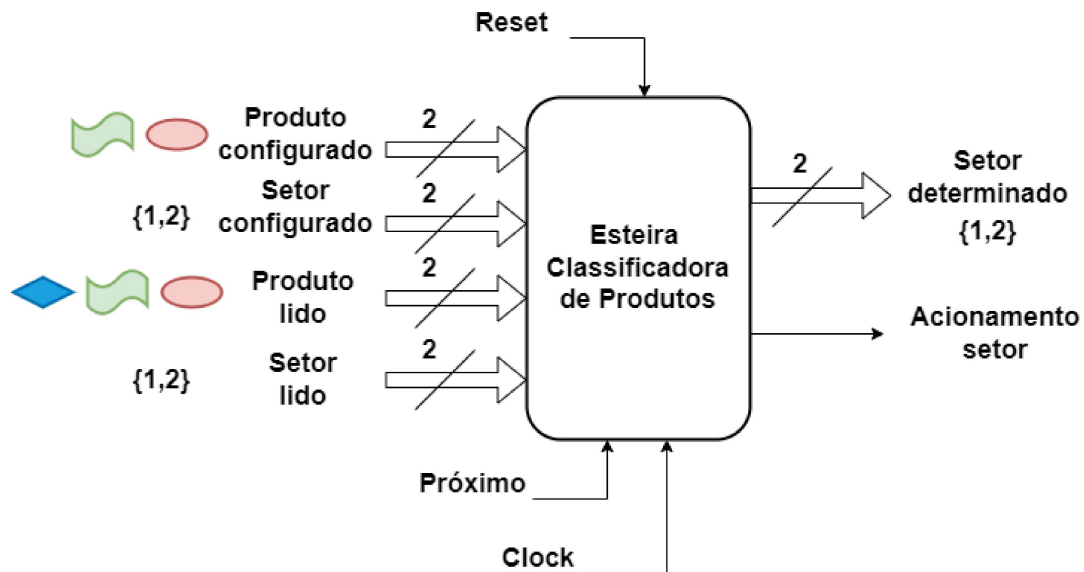 Reset
Produto
configurado
2
Setor
configurado
{1,2}
2
Produto
lido
2
Setor
lido
{1,2}
2
Esteira
Classificadora
de Produtos
2
Setor
determinado
{1,2}
Acionamento
setor
Próximo
Clock